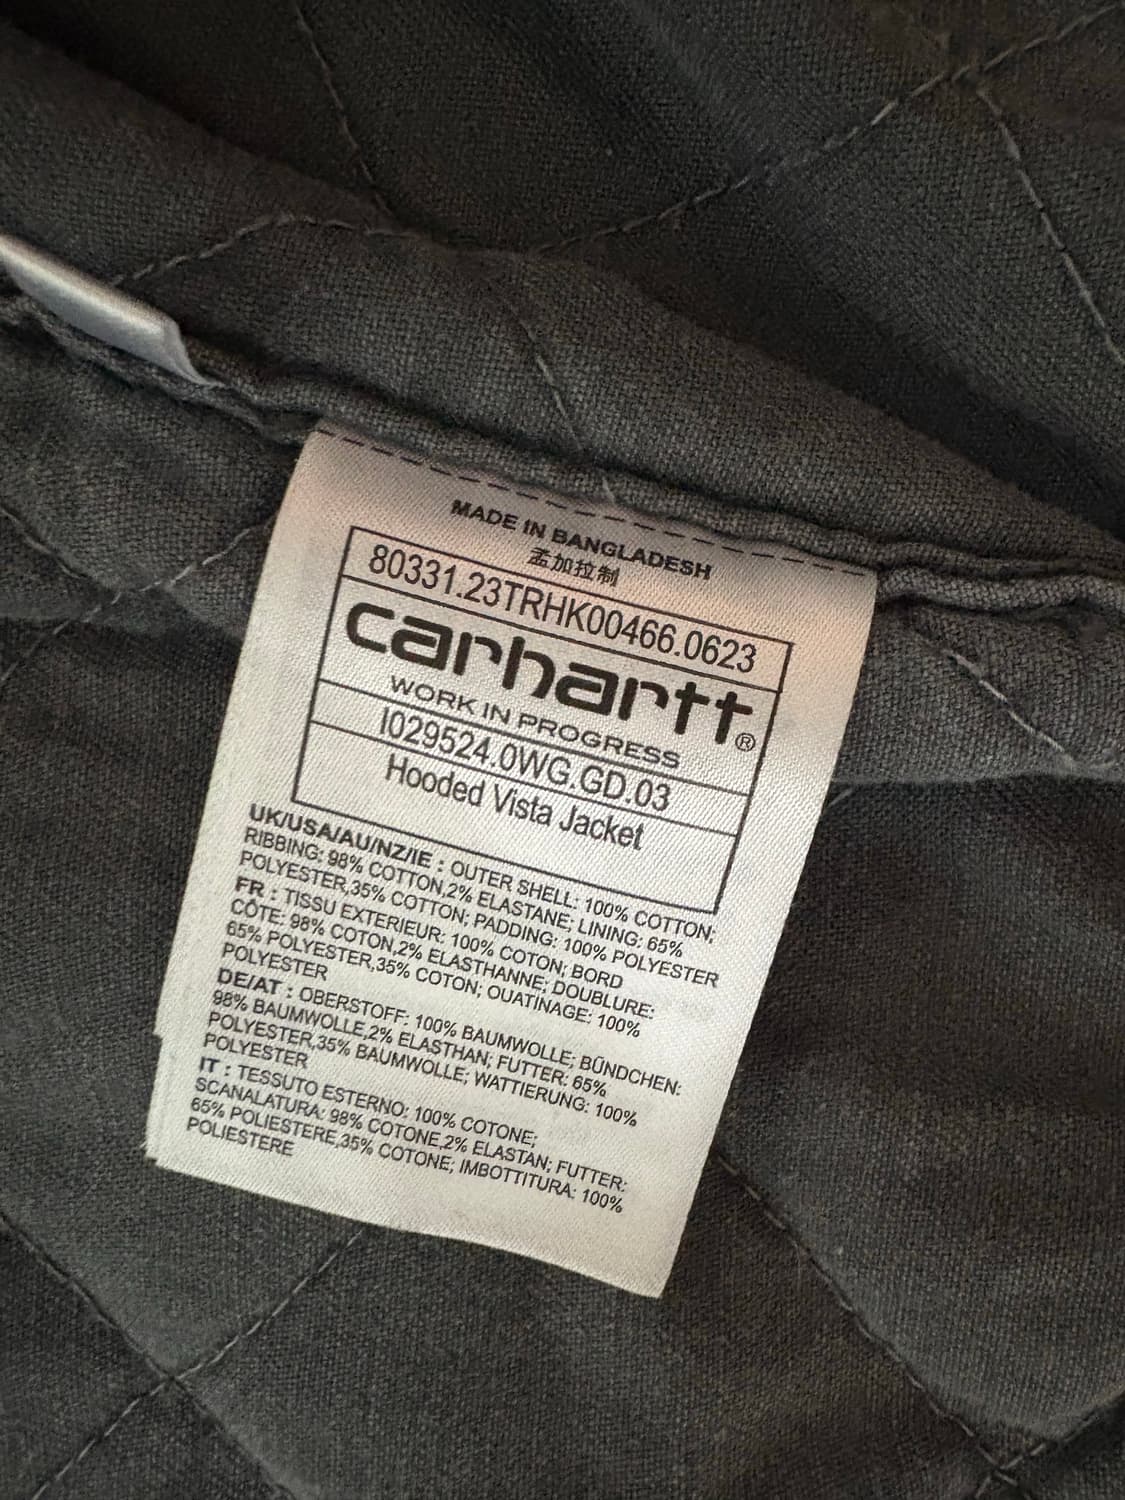 MADE IN BANGLADESH
孟加拉制
80331.23TRHK00466.0623
carhartt®
WORK IN PROGRESS
I029524.0WG.GD.03
Hooded Vista Jacket
UK/USA/AU/NZ/IE : OUTER SHELL: 100% COTTON;
RIBBING: 98% COTTON,2% ELASTANE; LINING: 65%
POLYESTER,35% COTTON; PADDING: 100% POLYESTER
FR : TISSU EXTERIEUR: 100% COTON; BORD
CÔTE: 98% COTON,2% ELASTHANNE; DOUBLURE:
65% POLYESTER,35% COTON; OUATINAGE: 100%
POLYESTER
DE/AT : OBERSTOFF: 100% BAUMWOLLE; BÜNDCHEN:
98% BAUMWOLLE,2% ELASTHAN; FUTTER: 65%
POLYESTER,35% BAUMWOLLE; WATTIERUNG: 100%
POLYESTER
IT : TESSUTO ESTERNO: 100% COTONE;
SCANALATURA: 98% COTONE,2% ELASTAN; FUTTER:
65% POLIESTERE,35% COTONE; IMBOTTITURA: 100%
POLIESTERE